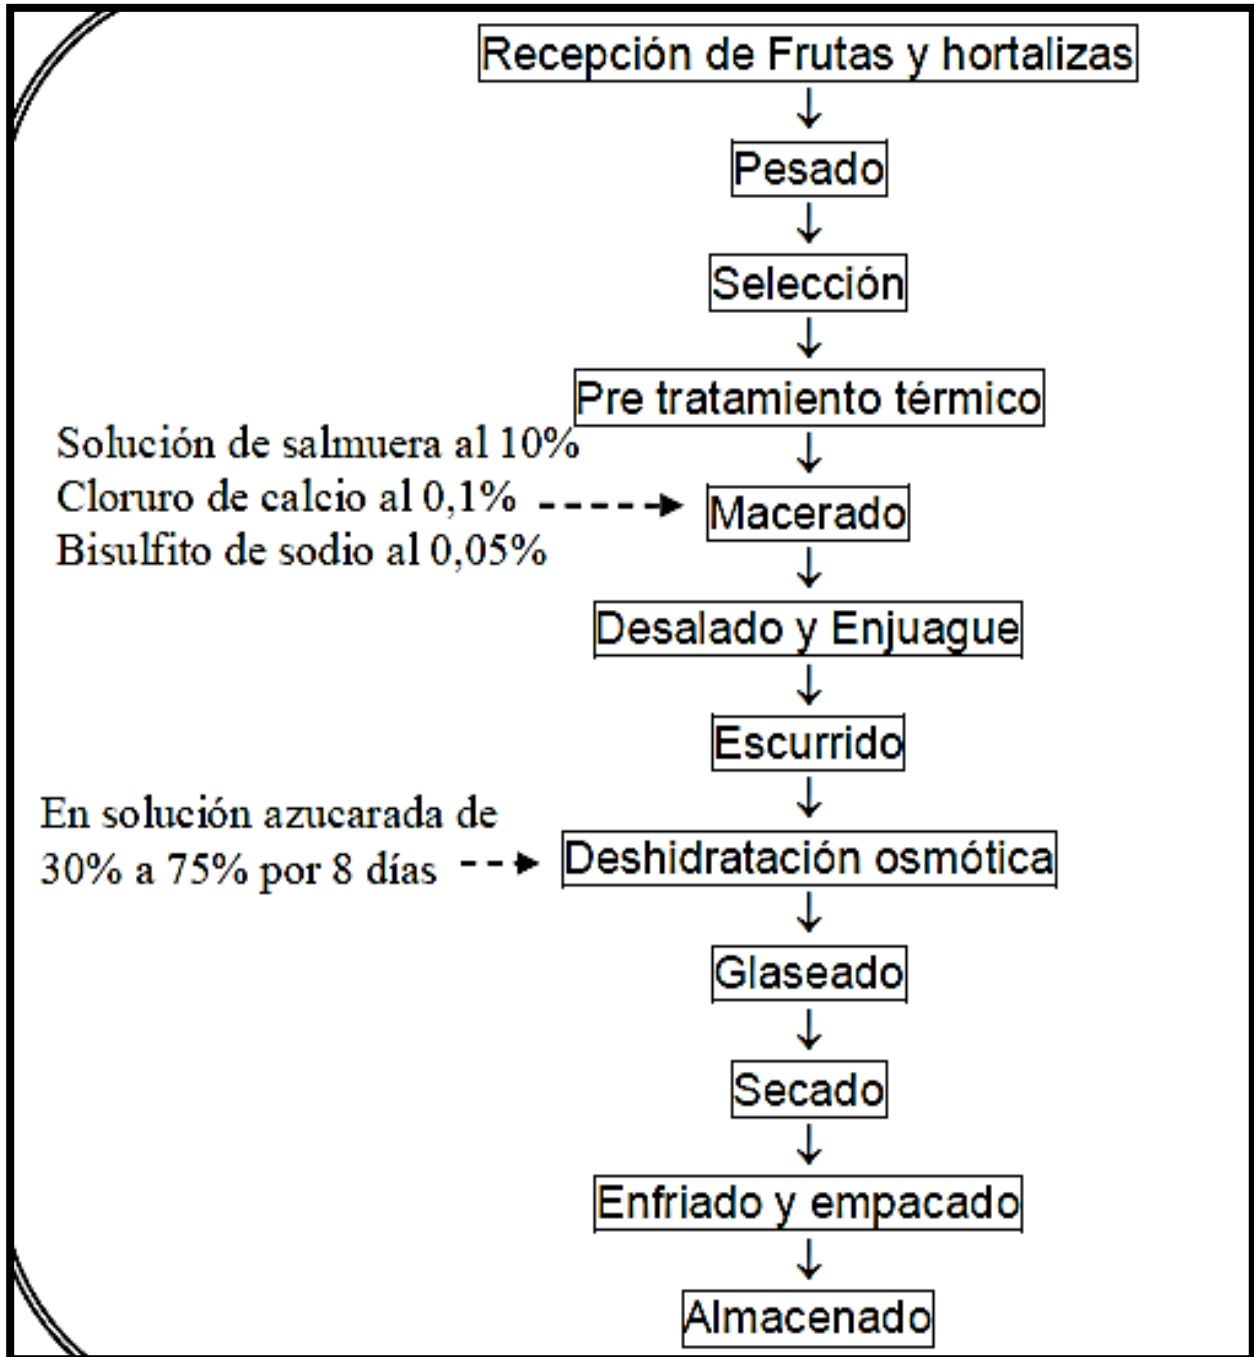 Recepción de Frutas y hortalizas
Pesado
Selección
Pre tratamiento térmico
Solución de salmuera al 10%
Cloruro de calcio al 0,1%
Bisulfito de sodio al 0,05%
Macerado
Desalado y Enjuague
Escurrido
En solución azucarada de
30% a 75% por 8 días
Deshidratación osmótica
Glaseado
Secado
Enfriado y empacado
Almacenado